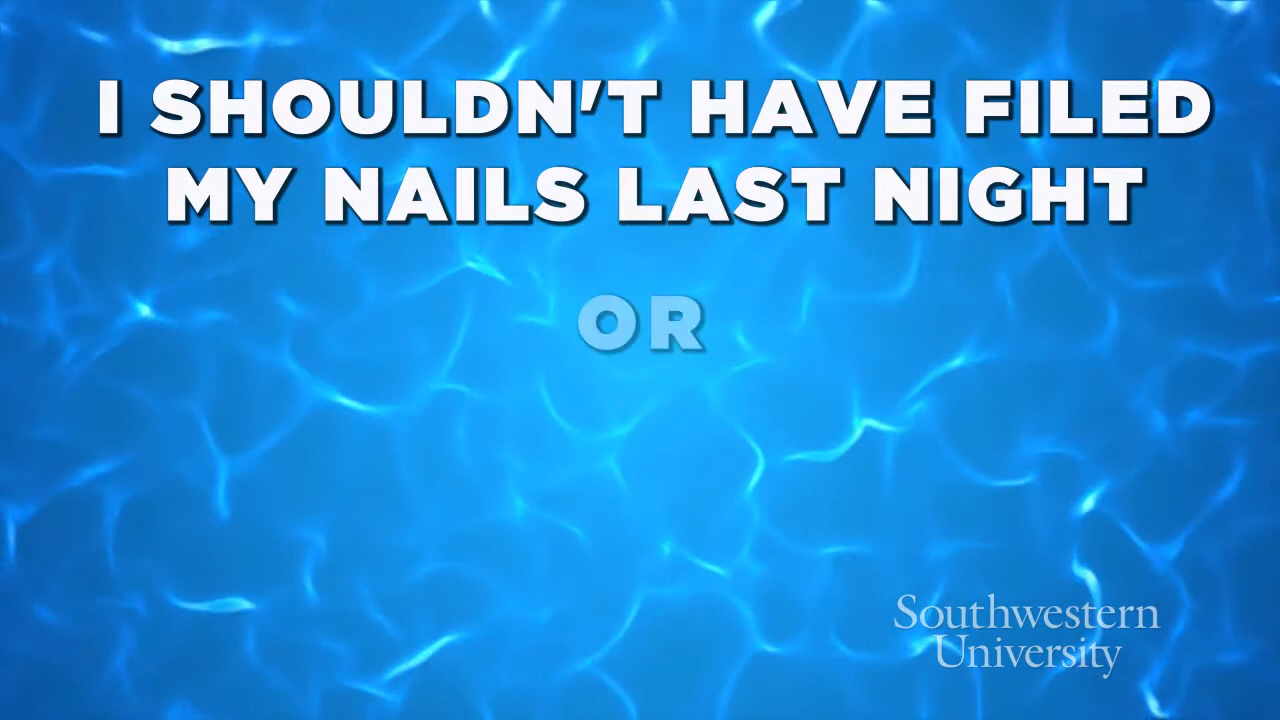 I SHOULDN'T HAVE FILED
MY NAILS LAST NIGHT
OR
Southwestern
University